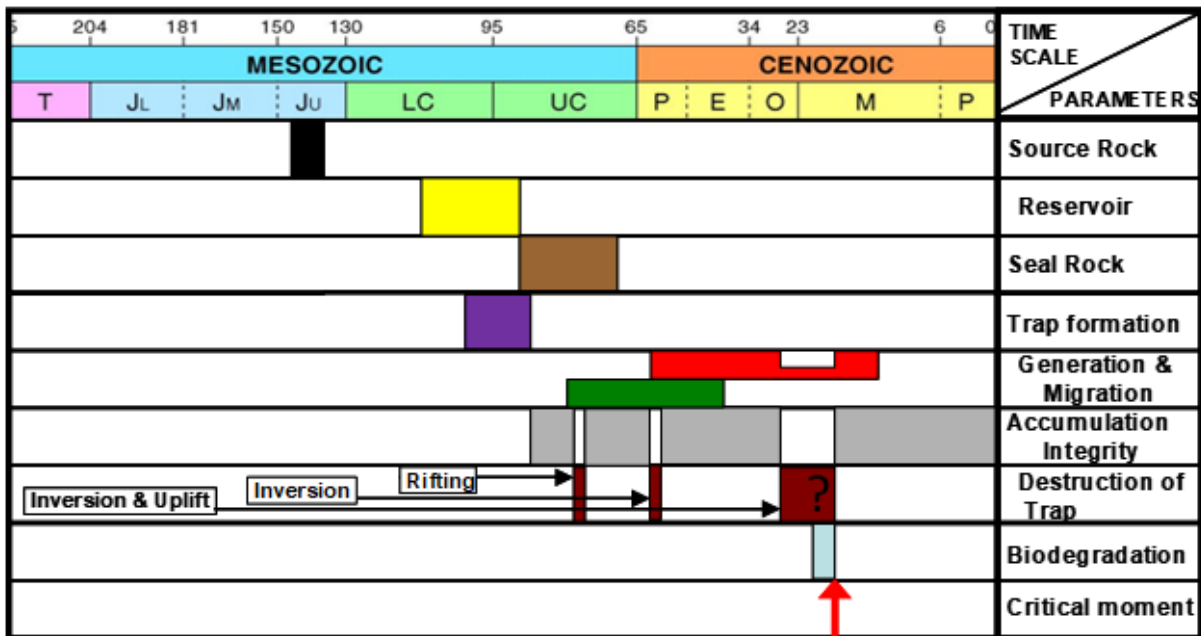 5 204 181 150 130 95 65 34 23 6 0
TIME
SCALE
PARAMETERS
MESOZOIC CENOZOIC
T JL JM JU LC UC P E O M P
Source Rock
Reservoir
Seal Rock
Trap formation
Generation &
Migration
Accumulation
Integrity
Rifting
Inversion
Inversion & Uplift
?
Destruction of
Trap
Biodegradation
Critical moment